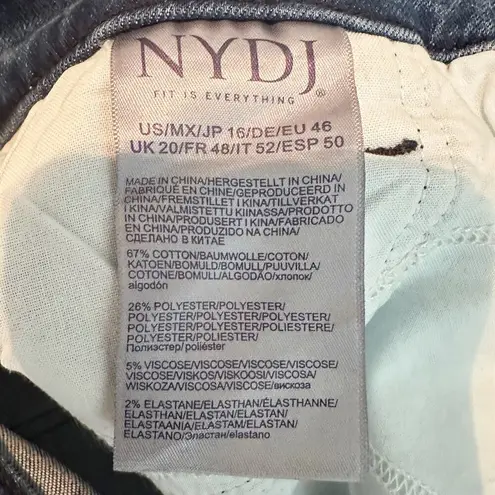 NYDJ
FIT IS EVERYTHING ®
US/MX/JP 16/DE/EU 46
UK 20/FR 48/IT 52/ESP 50
MADE IN CHINA/HERGESTELLT IN CHINA/
FABRIQUÉ EN CHINE/GEPRODUCEERD IN
CHINA/FREMSTILLET I KINA/TILLVERKAT
I KINA/VALMISTETTU KIINASSA/PRODOTTO
IN CHINA/PRODUSERT I KINA/FABRICADO
EN CHINA/PRODUZIDO NA CHINA/
СДЕЛАНО В КИТАЕ
67% COTTON/BAUMWOLLE/COTON/
KATOEN/BOMULD/BOMULL/PUUVILLA/
COTONE/BOMULL/ALGODÃO/хлопок/
algodón
26% POLYESTER/POLYESTER/
POLYESTER/POLYESTER/POLYESTER/
POLYESTER/POLYESTERI/POLIESTERE/
POLYESTER/POLIÉSTER/
Полиэстер/poliéster
5% VISCOSE/VISCOSE/VISCOSE/VISCOSE/
VISCOSE/VISKOS/VISKOOSI/VISCOSA/
WISKOZA/VISCOSA/VISCOSE/вискоза
2% ELASTANE/ELASTHAN/ÉLASTHANNE/
ELASTHAN/ELASTAN/ELASTAN/
ELASTAANIA/ELASTAM/ELASTAN/
ELASTANO/Эластан/elastano